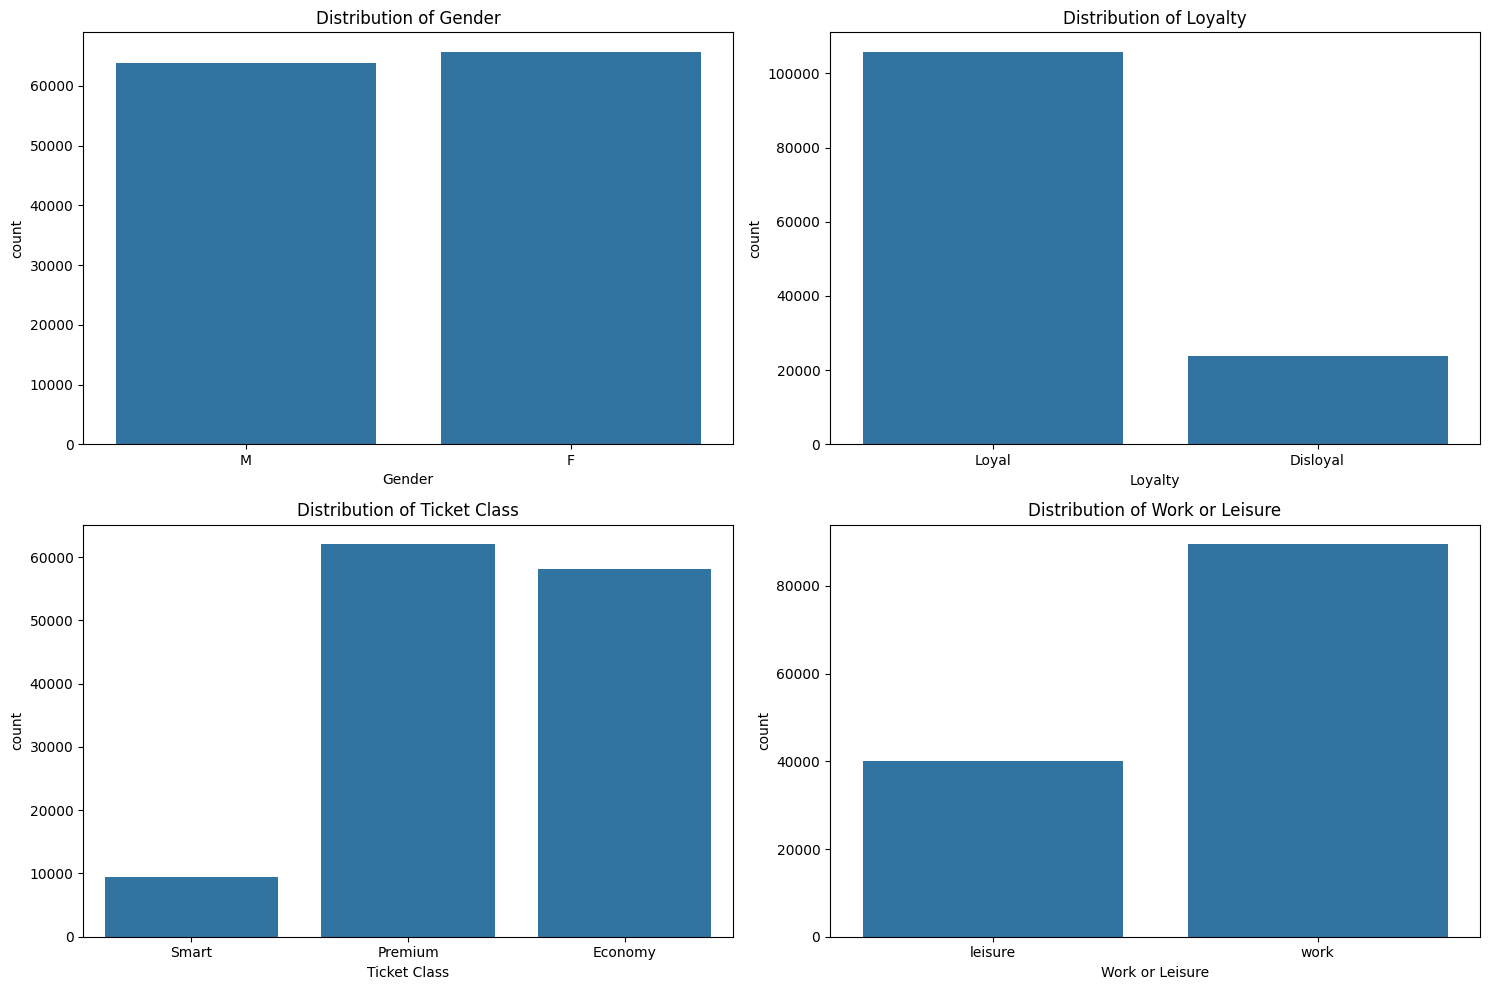 Distribution of Gender
60000
50000
40000
30000
20000
10000
0
count
M F
Gender
Distribution of Loyalty
100000
80000
60000
40000
20000
0
count
Loyal Disloyal
Loyalty
Distribution of Ticket Class
60000
50000
40000
30000
20000
10000
0
count
Smart Premium Economy
Ticket Class
Distribution of Work or Leisure
80000
60000
40000
20000
0
count
leisure work
Work or Leisure